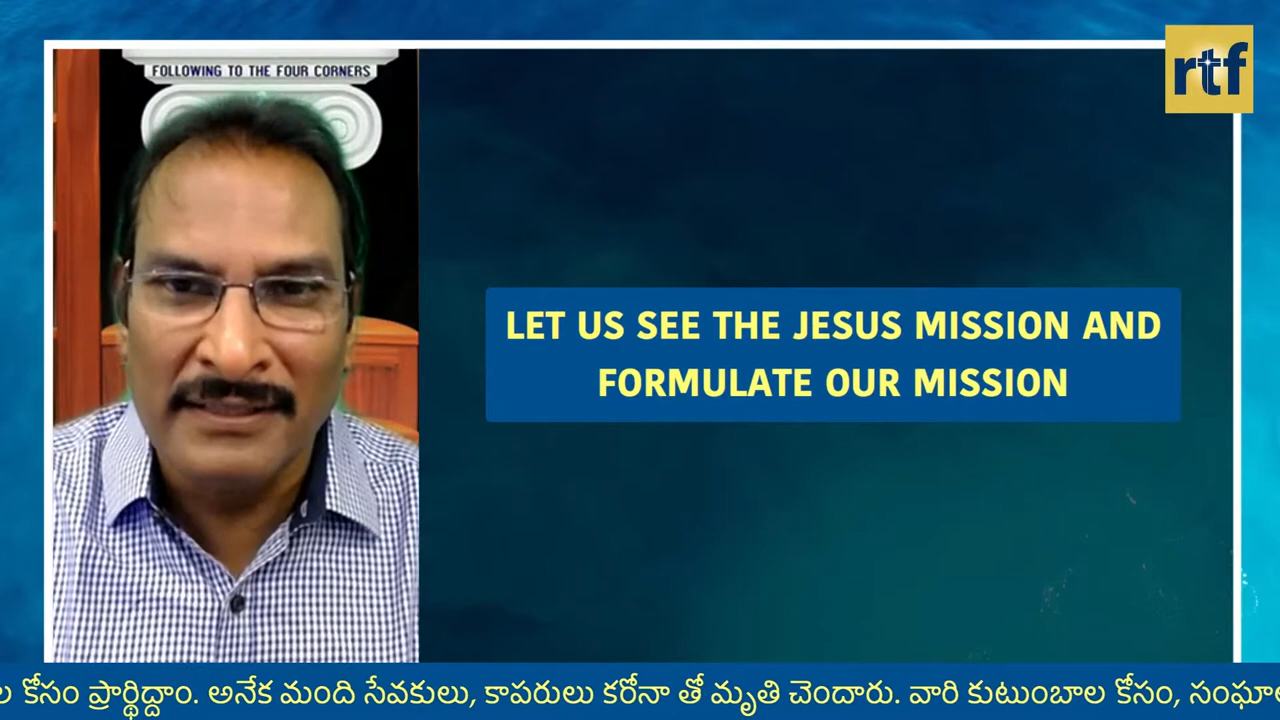 FOLLOWING TO THE FOUR CORNERS
rtf
LET US SEE THE JESUS MISSION AND
FORMULATE OUR MISSION
ల కోసం ప్రార్థిద్దాం. అనేక మంది సేవకులు, కాపరులు కరోనా తో మృతి చెందారు. వారి కుటుంబాల కోసం,